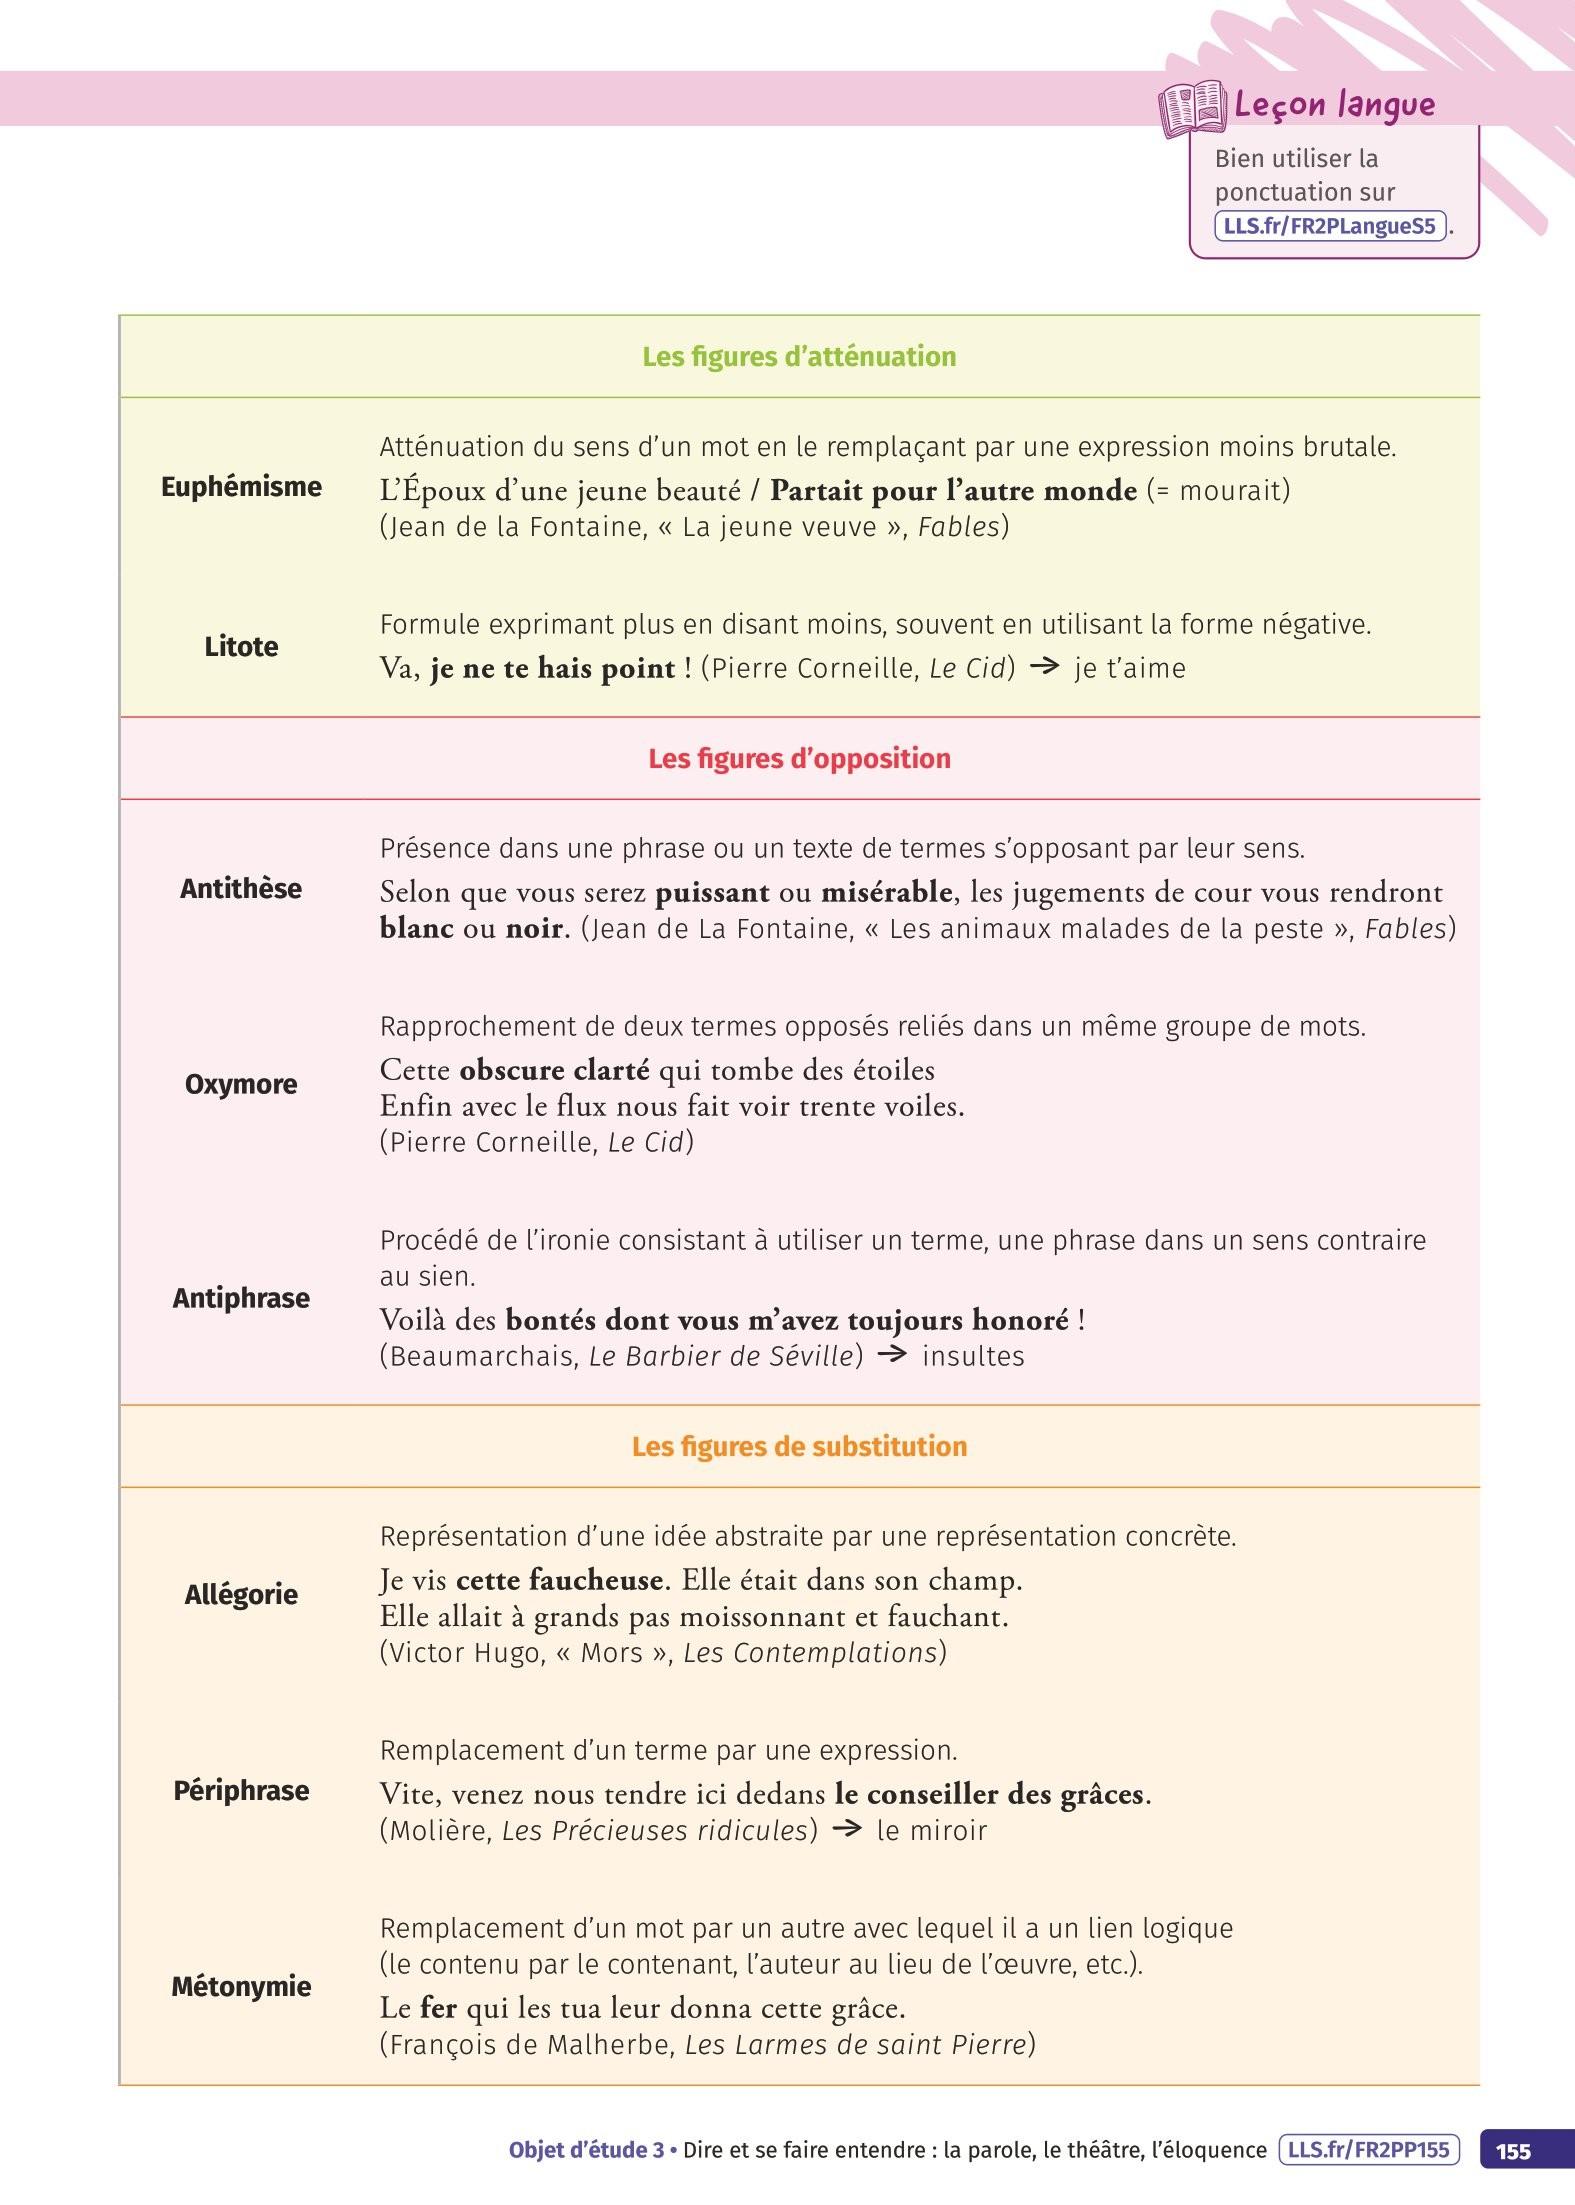 Leçon langue
Bien utiliser la
ponctuation sur
LLS.fr/FR2PLangueS5.
Les figures d’atténuation
Euphémisme
Atténuation du sens d’un mot en le remplaçant par une expression moins brutale.
L’Époux d’une jeune beauté / Partait pour l’autre monde (= mourait)
(Jean de la Fontaine, « La jeune veuve », Fables)
Litote
Formule exprimant plus en disant moins, souvent en utilisant la forme négative.
Va, je ne te hais point ! (Pierre Corneille, Le Cid) → je t’aime
Les figures d’opposition
Antithèse
Présence dans une phrase ou un texte de termes s’opposant par leur sens.
Selon que vous serez puissant ou misérable, les jugements de cour vous rendront
blanc ou noir. (Jean de La Fontaine, « Les animaux malades de la peste », Fables)
Oxymore
Rapprochement de deux termes opposés reliés dans un même groupe de mots.
Cette obscure clarté qui tombe des étoiles
Enfin avec le flux nous fait voir trente voiles.
(Pierre Corneille, Le Cid)
Antiphrase
Procédé de l’ironie consistant à utiliser un terme, une phrase dans un sens contraire
au sien.
Voilà des bontés dont vous m’avez toujours honoré !
(Beaumarchais, Le Barbier de Séville) → insultes
Les figures de substitution
Allégorie
Représentation d’une idée abstraite par une représentation concrète.
Je vis cette faucheuse. Elle était dans son champ.
Elle allait à grands pas moissonnant et fauchant.
(Victor Hugo, « Mors », Les Contemplations)
Périphrase
Remplacement d’un terme par une expression.
Vite, venez nous tendre ici dedans le conseiller des grâces.
(Molière, Les Précieuses ridicules) → le miroir
Métonymie
Remplacement d’un mot par un autre avec lequel il a un lien logique
(le contenu par le contenant, l’auteur au lieu de l’œuvre, etc.).
Le fer qui les tua leur donna cette grâce.
(François de Malherbe, Les Larmes de saint Pierre)
Objet d’étude 3 • Dire et se faire entendre : la parole, le théâtre, l’éloquence LLS.fr/FR2PP155 155